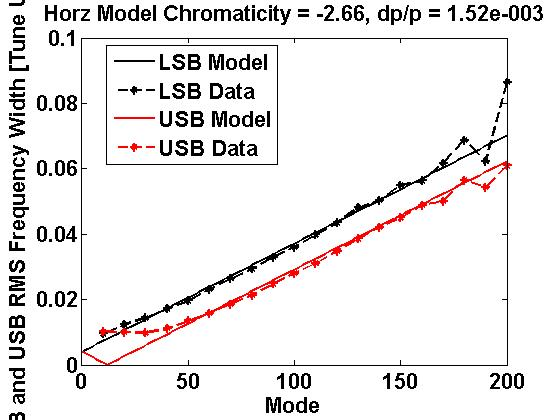 Horz Model Chromaticity = -2.66, dp/p = 1.52e-003
B and USB RMS Frequency Width [Tune U
0.1
0.08
0.06
0.04
0.02
0
LSB Model
LSB Data
USB Model
USB Data
0 50 100 150 200
Mode